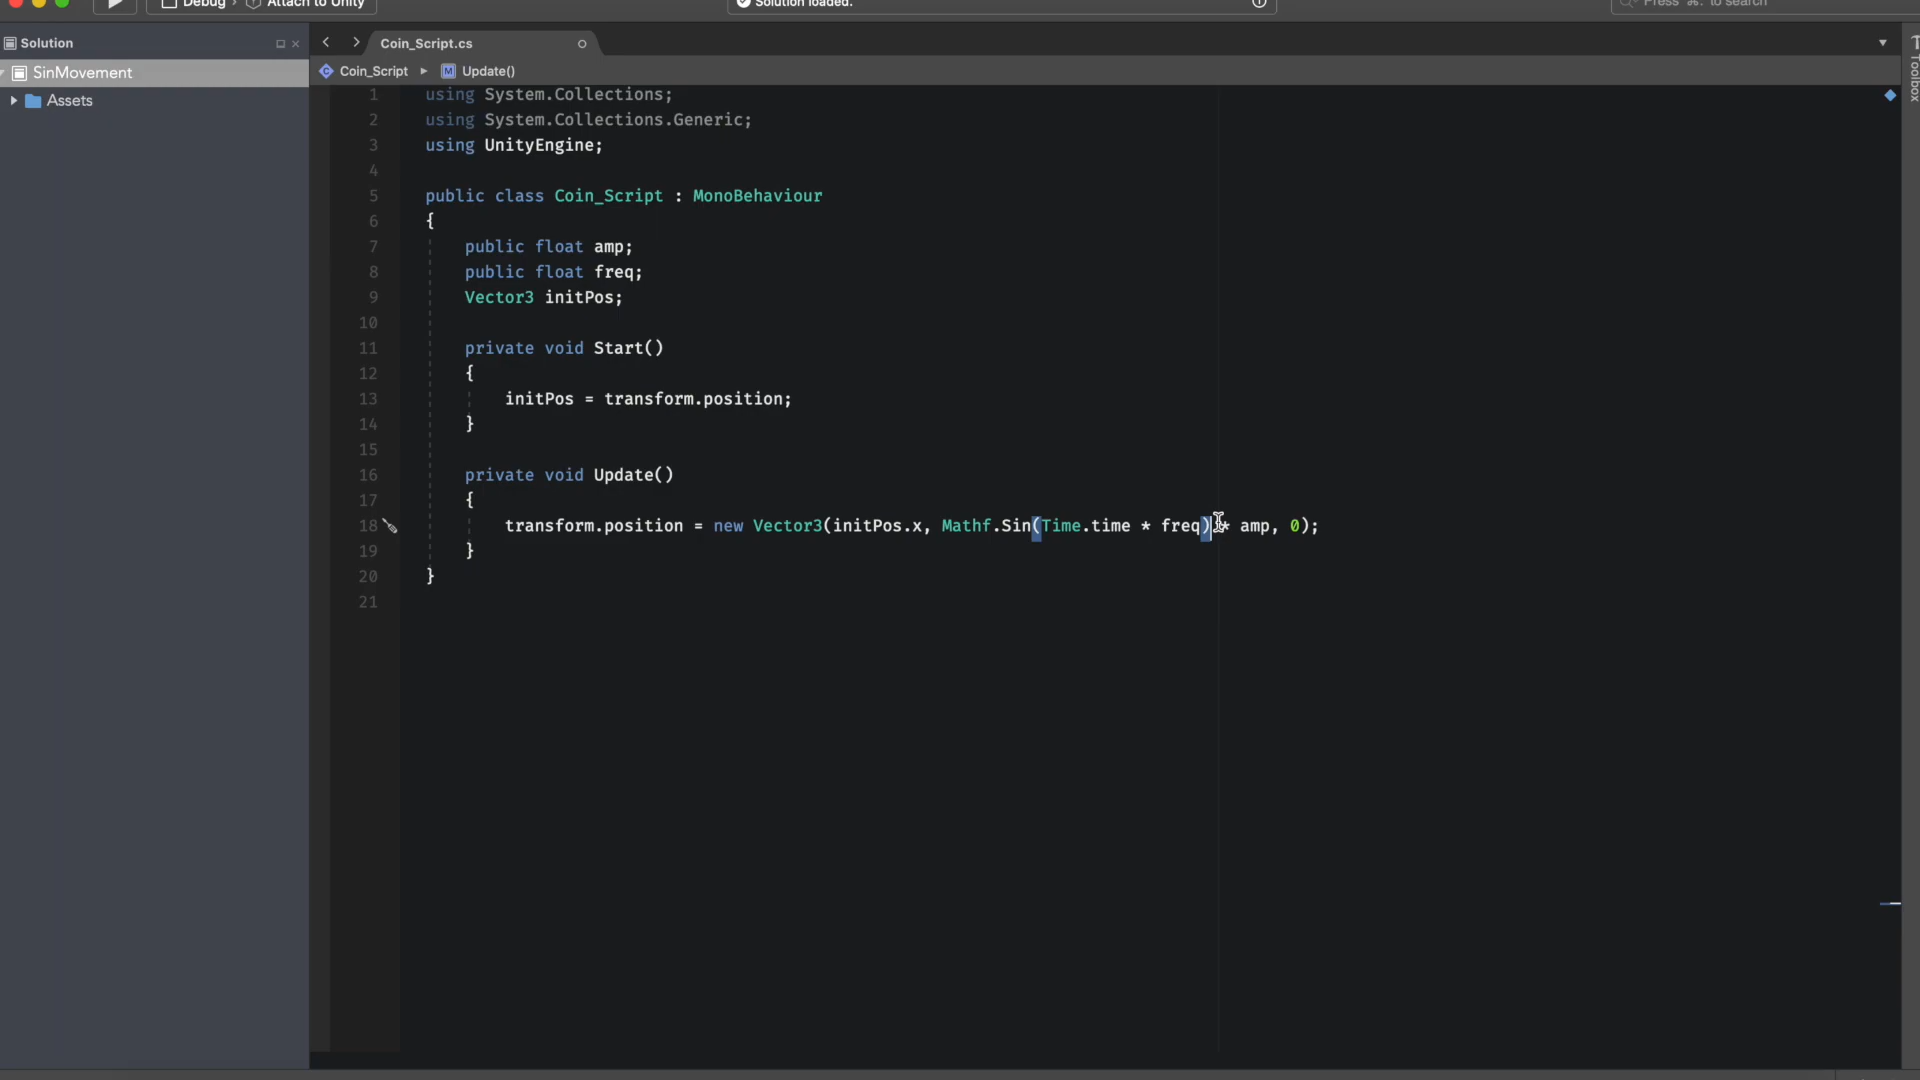 Debug › Attach to Unity
Solution loaded.
Press ⌘. to search
Solution
Coin_Script.cs
Toolbox
SinMovement
Coin_Script ▸ Update()
Assets
1 using System.Collections;
2 using System.Collections.Generic;
3 using UnityEngine;
4
5 public class Coin_Script : MonoBehaviour
6 {
7 public float amp;
8 public float freq;
9 Vector3 initPos;
10
11 private void Start()
12 {
13 initPos = transform.position;
14 }
15
16 private void Update()
17 {
18 transform.position = new Vector3(initPos.x, Mathf.Sin(Time.time * freq) * amp, 0);
19 }
20 }
21